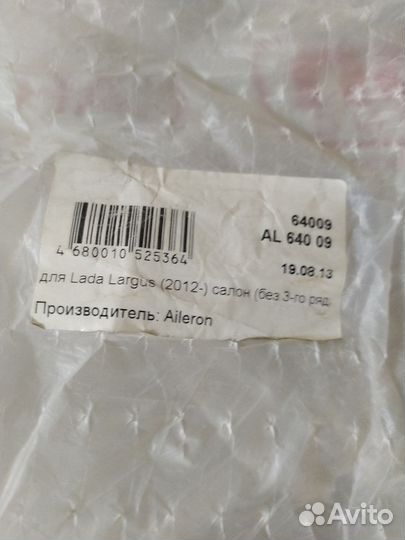 64009
AL 640 09
4 680010 525364
19.08.13
для Lada Largus (2012-) салон (без 3-го ряд.
Производитель: Aileron
Avito